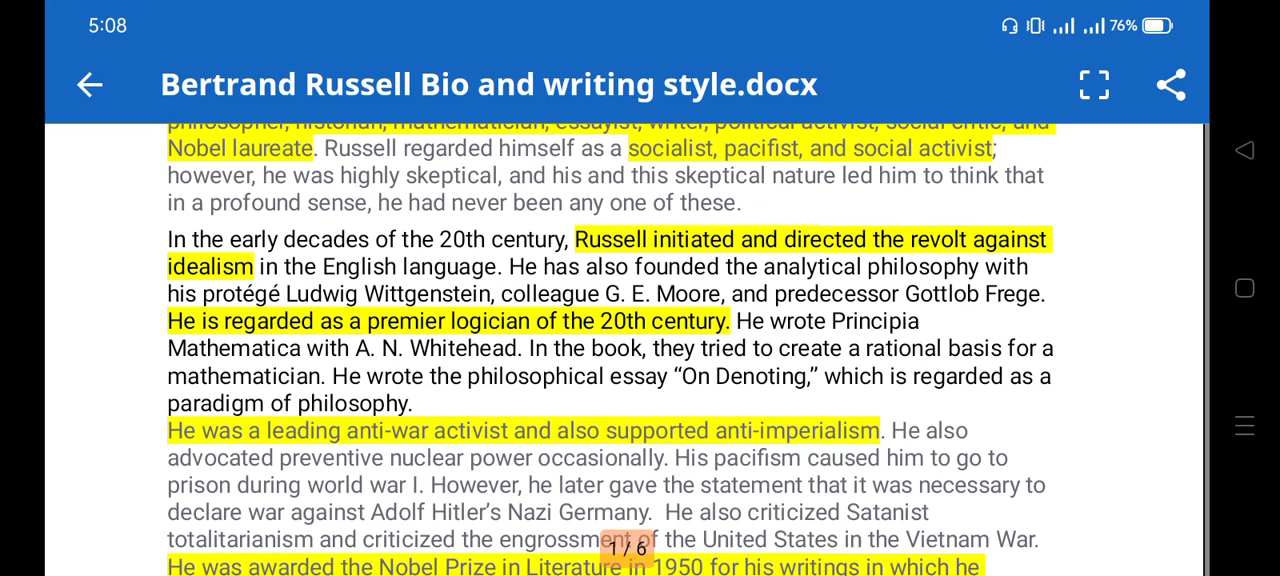 5:08
76%
Bertrand Russell Bio and writing style.docx
philosopher, historian, mathematician, essayist, writer, political activist, social critic, and
Nobel laureate. Russell regarded himself as a socialist, pacifist, and social activist;
however, he was highly skeptical, and his and this skeptical nature led him to think that
in a profound sense, he had never been any one of these.
In the early decades of the 20th century, Russell initiated and directed the revolt against
idealism in the English language. He has also founded the analytical philosophy with
his protégé Ludwig Wittgenstein, colleague G. E. Moore, and predecessor Gottlob Frege.
He is regarded as a premier logician of the 20th century. He wrote Principia
Mathematica with A. N. Whitehead. In the book, they tried to create a rational basis for a
mathematician. He wrote the philosophical essay “On Denoting,” which is regarded as a
paradigm of philosophy.
He was a leading anti-war activist and also supported anti-imperialism. He also
advocated preventive nuclear power occasionally. His pacifism caused him to go to
prison during world war I. However, he later gave the statement that it was necessary to
declare war against Adolf Hitler’s Nazi Germany.  He also criticized Satanist
totalitarianism and criticized the engrossment of the United States in the Vietnam War.
1 / 6
He was awarded the Nobel Prize in Literature in 1950 for his writings in which he